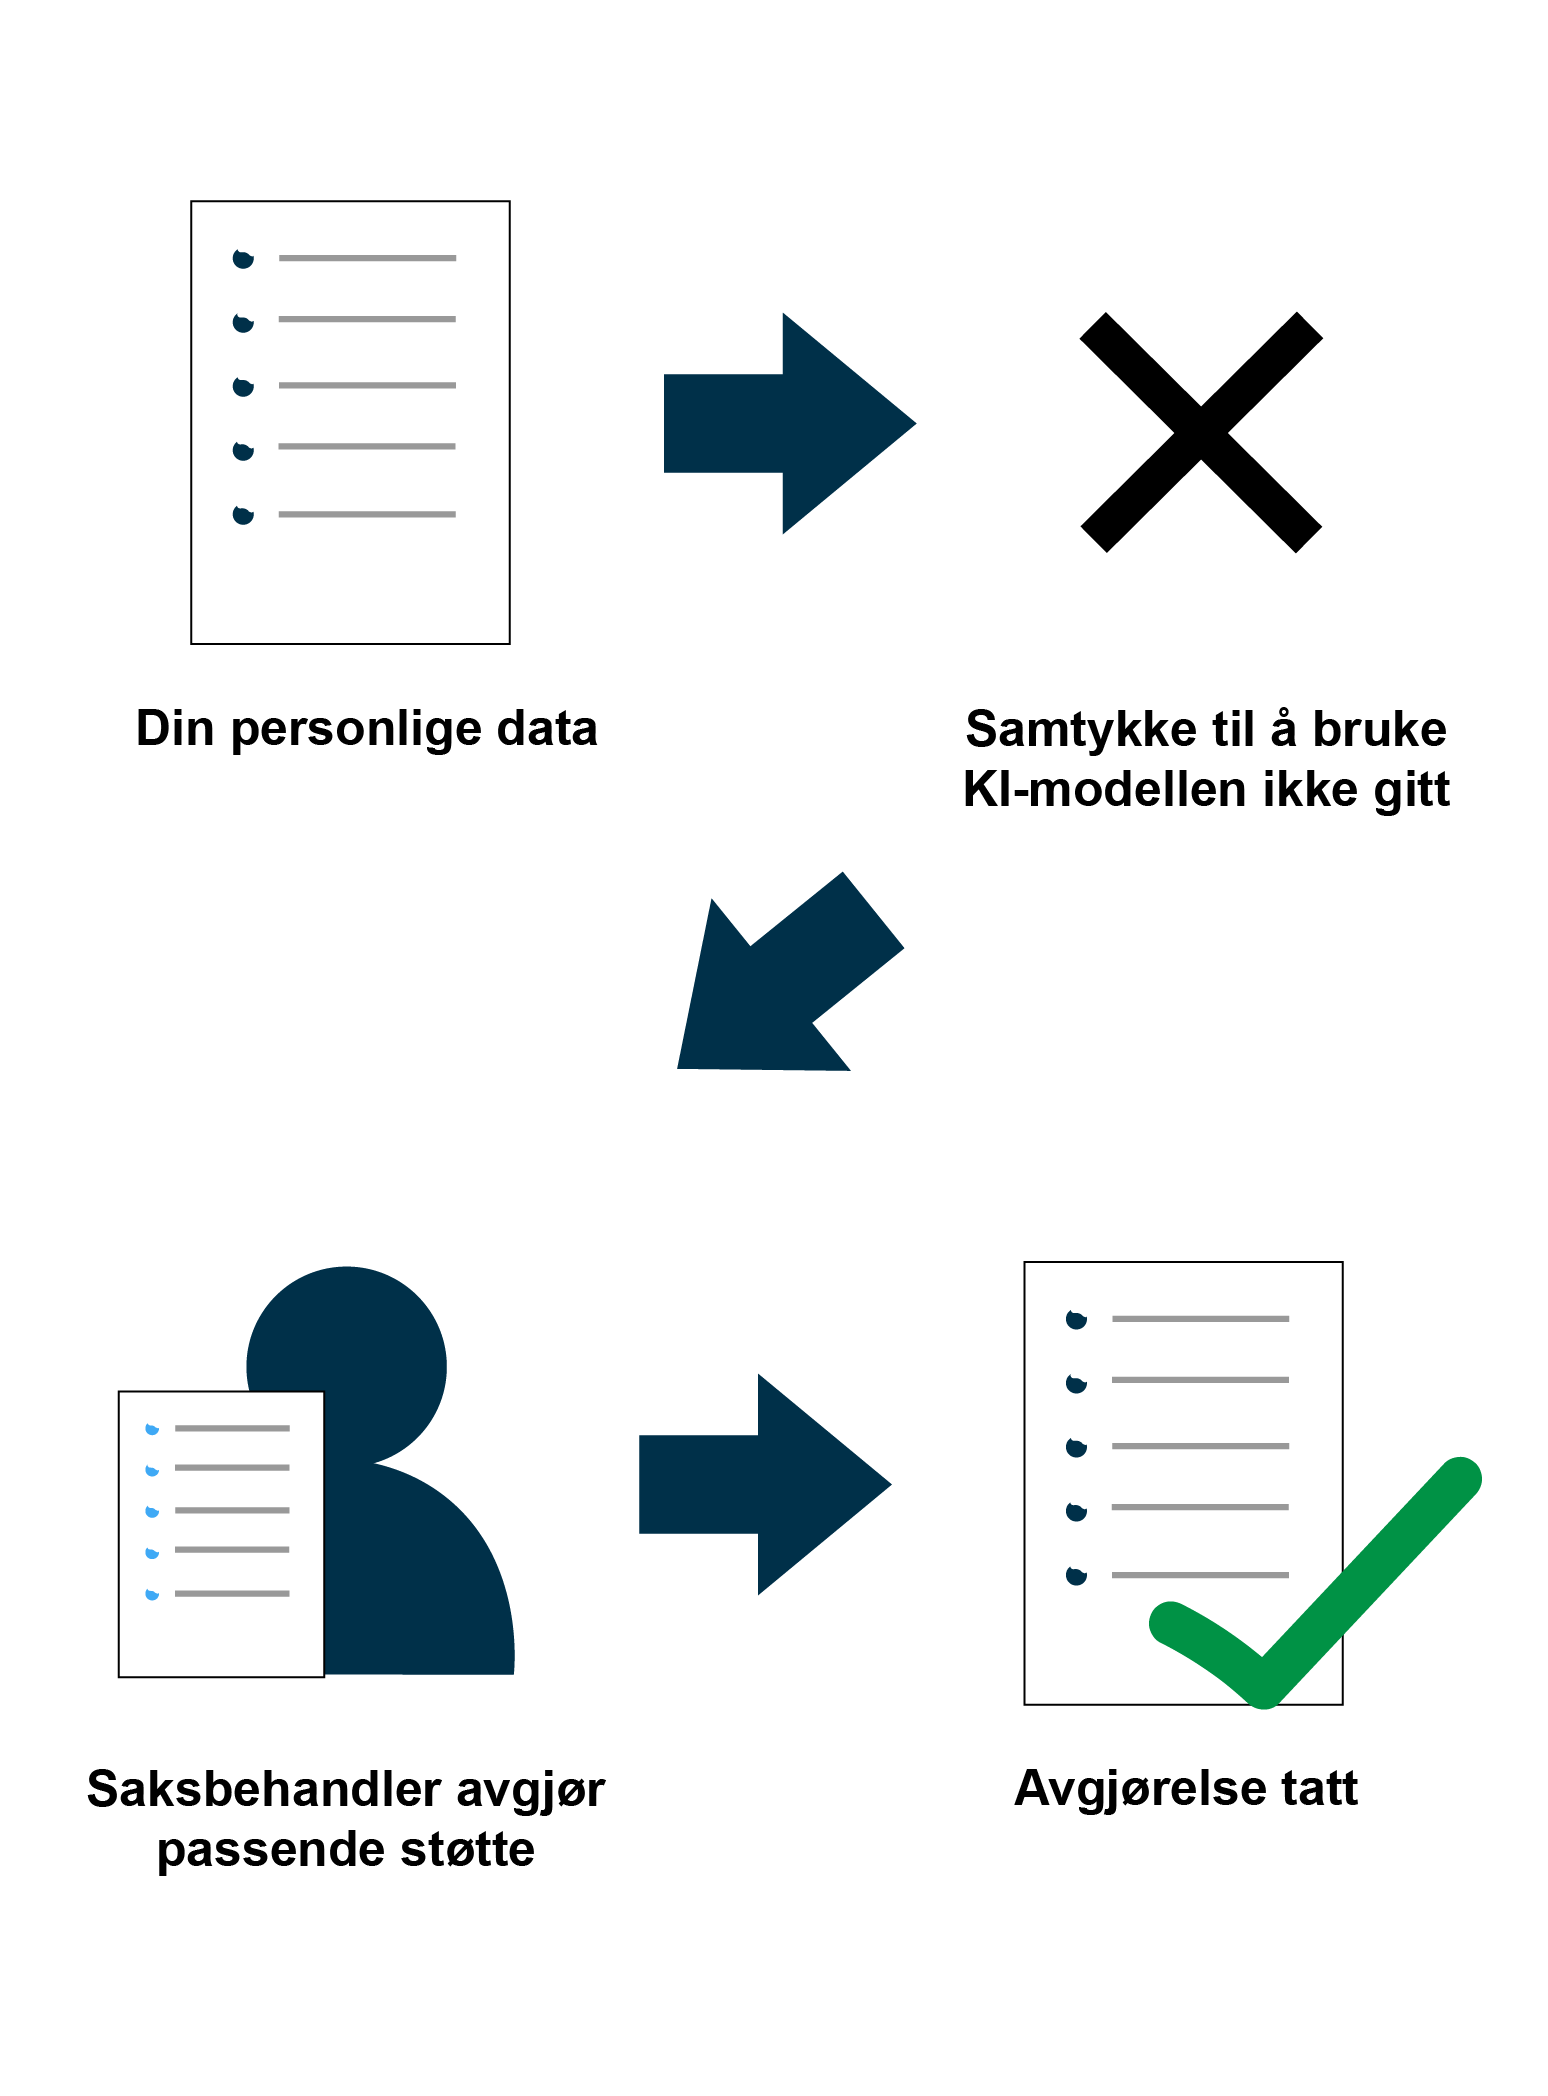 Din personlige data
Samtykke til å bruke
KI-modellen ikke gitt
Saksbehandler avgjør
passende støtte
Avgjørelse tatt